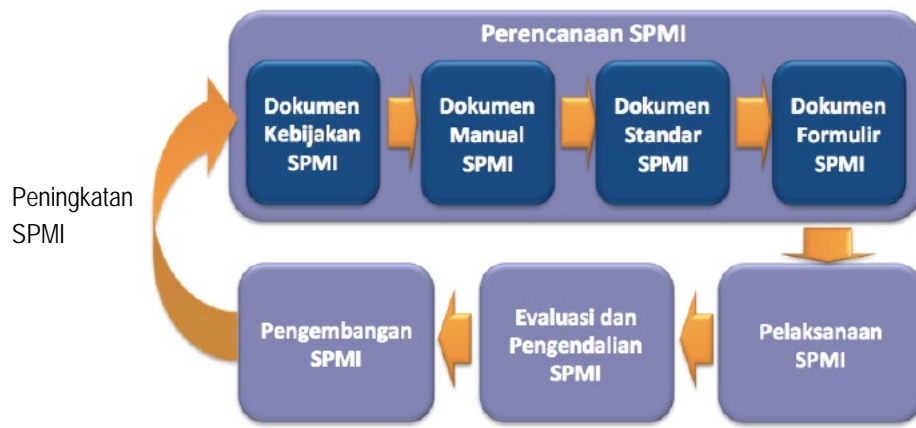 Perencanaan SPMI
Dokumen
Kebijakan
SPMI
Dokumen
Manual
SPMI
Dokumen
Standar
SPMI
Dokumen
Formulir
SPMI
Peningkatan
SPMI
Pelaksanaan
SPMI
Evaluasi dan
Pengendalian
SPMI
Pengembangan
SPMI